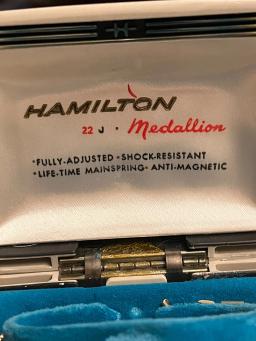 H
HAMILTON
22 J · Medallion
•FULLY-ADJUSTED •SHOCK-RESISTANT
•LIFE-TIME MAINSPRING• ANTI-MAGNETIC